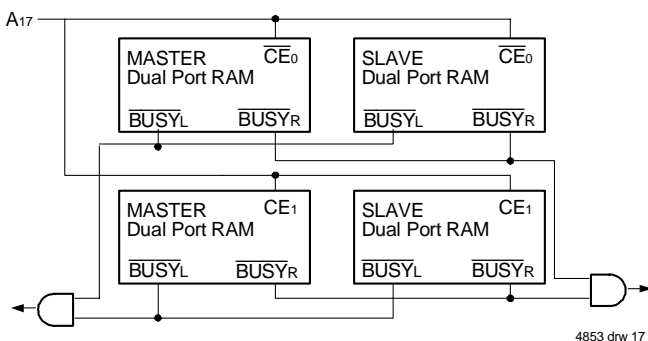 A17
MASTER CE0 SLAVE CE0
Dual Port RAM Dual Port RAM
BUSYL BUSYR BUSYL BUSYR
MASTER CE1 SLAVE CE1
Dual Port RAM Dual Port RAM
BUSYL BUSYR BUSYL BUSYR
4853 drw 17